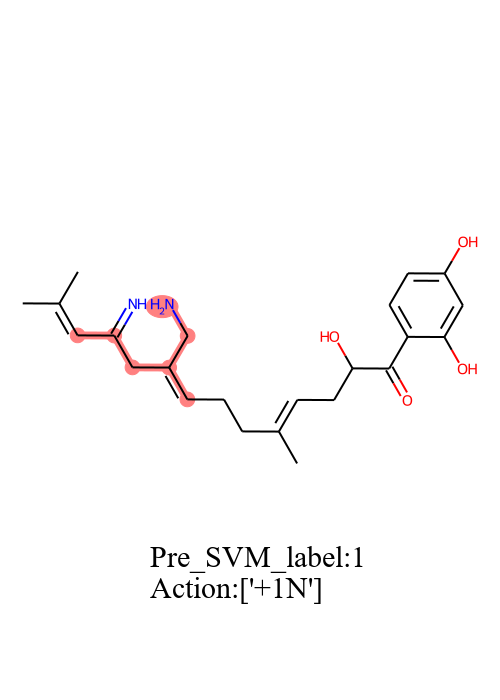 OH
NH H₂N
HO
OH
O
Pre_SVM_label:1
Action:['+1N']